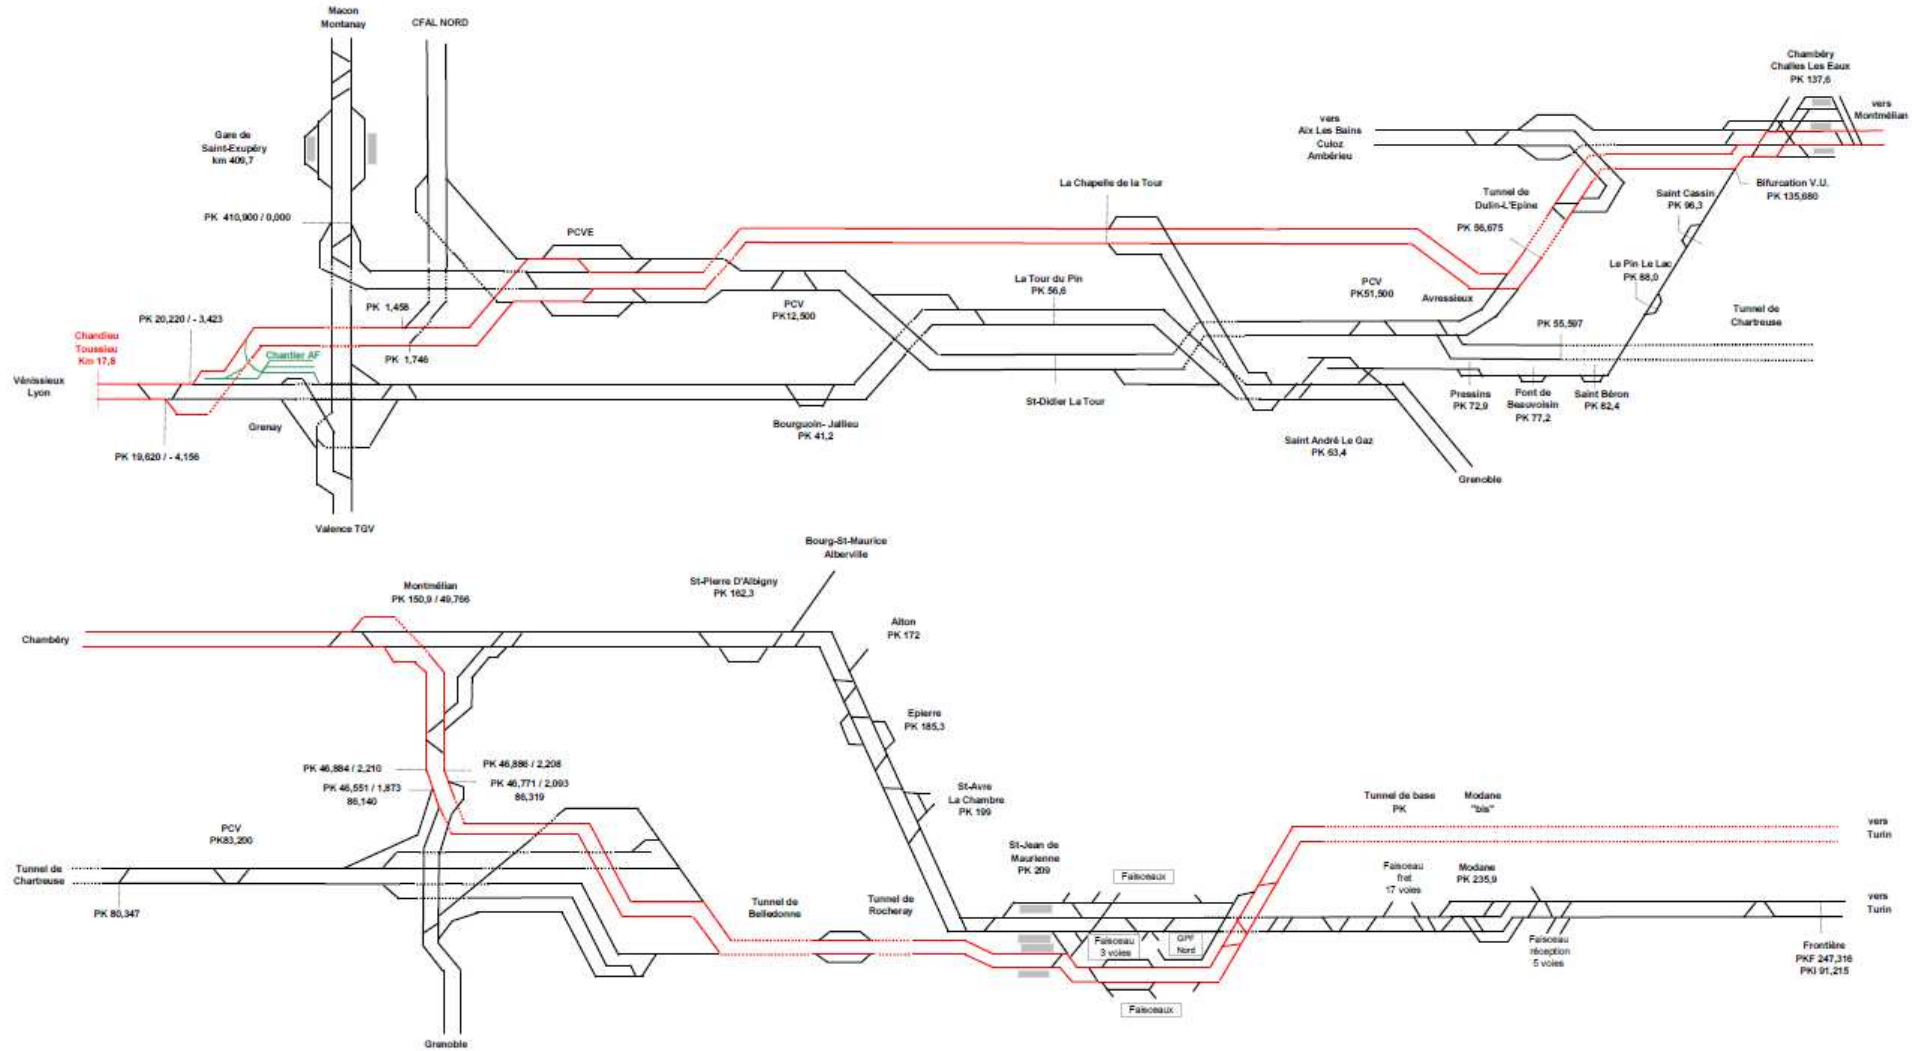 Macon
Montanay
CFAL NORD
Gare de
Saint-Exupéry
km 409,7
PK 410,900 / 0,000
PCVE
PK 20,220 / - 3,423
PK 1,458
PK 1,746
Chandieu
Toussieu
Km 17,8
Chantier AF
Vénissieux
Lyon
Grenay
PK 19,620 / - 4,156
Valence TGV
PCV
PK12,500
Bourguoin- Jallieu
PK 41,2
La Chapelle de la Tour
La Tour du Pin
PK 56,6
St-Didier La Tour
Saint André Le Gaz
PK 63,4
Grenoble
vers
Aix Les Bains
Culoz
Ambérieu
Chambéry
Challes Les Eaux
PK 137,6
vers
Montmélian
Bifurcation V.U.
PK 135,680
Saint Cassin
PK 96,3
Tunnel de
Dulin-L'Epine
PK 56,675
Le Pin Le Lac
PK 88,0
PCV
PK51,500
Avressieux
PK 55,597
Tunnel de
Chartreuse
Pressins
PK 72,9
Pont de
Beauvoisin
PK 77,2
Saint Béron
PK 82,4
Bourg-St-Maurice
Alberville
Montmélian
PK 150,9 / 49,766
St-Pierre D'Albigny
PK 162,3
Chambéry
Aiton
PK 172
Epierre
PK 185,3
PK 46,884 / 2,210
PK 46,886 / 2,208
PK 46,551 / 1,873
86,140
PK 46,771 / 2,093
86,319
St-Avre
La Chambre
PK 199
PCV
PK83,200
Tunnel de
Chartreuse
PK 80,347
Tunnel de
Belledonne
Tunnel de
Rocheray
St-Jean de
Maurienne
PK 209
Faisceaux
Faisceau
3 voies
GPF
Nord
Faisceaux
Tunnel de base
PK
Modane
"bis"
vers
Turin
Faisceau
fret
17 voies
Modane
PK 235,9
vers
Turin
Faisceau
réception
5 voies
Frontière
PKF 247,316
PKI 91,215
Grenoble